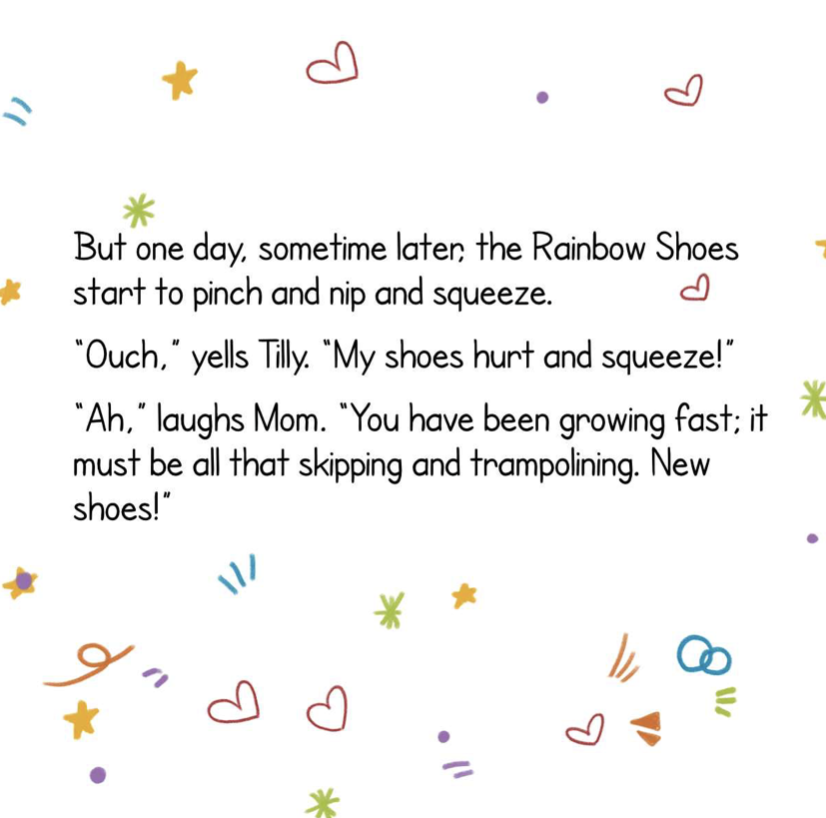 But one day, sometime later, the Rainbow Shoes
start to pinch and nip and squeeze.
"Ouch," yells Tilly. "My shoes hurt and squeeze!"
"Ah," laughs Mom. "You have been growing fast; it
must be all that skipping and trampolining. New
shoes!"